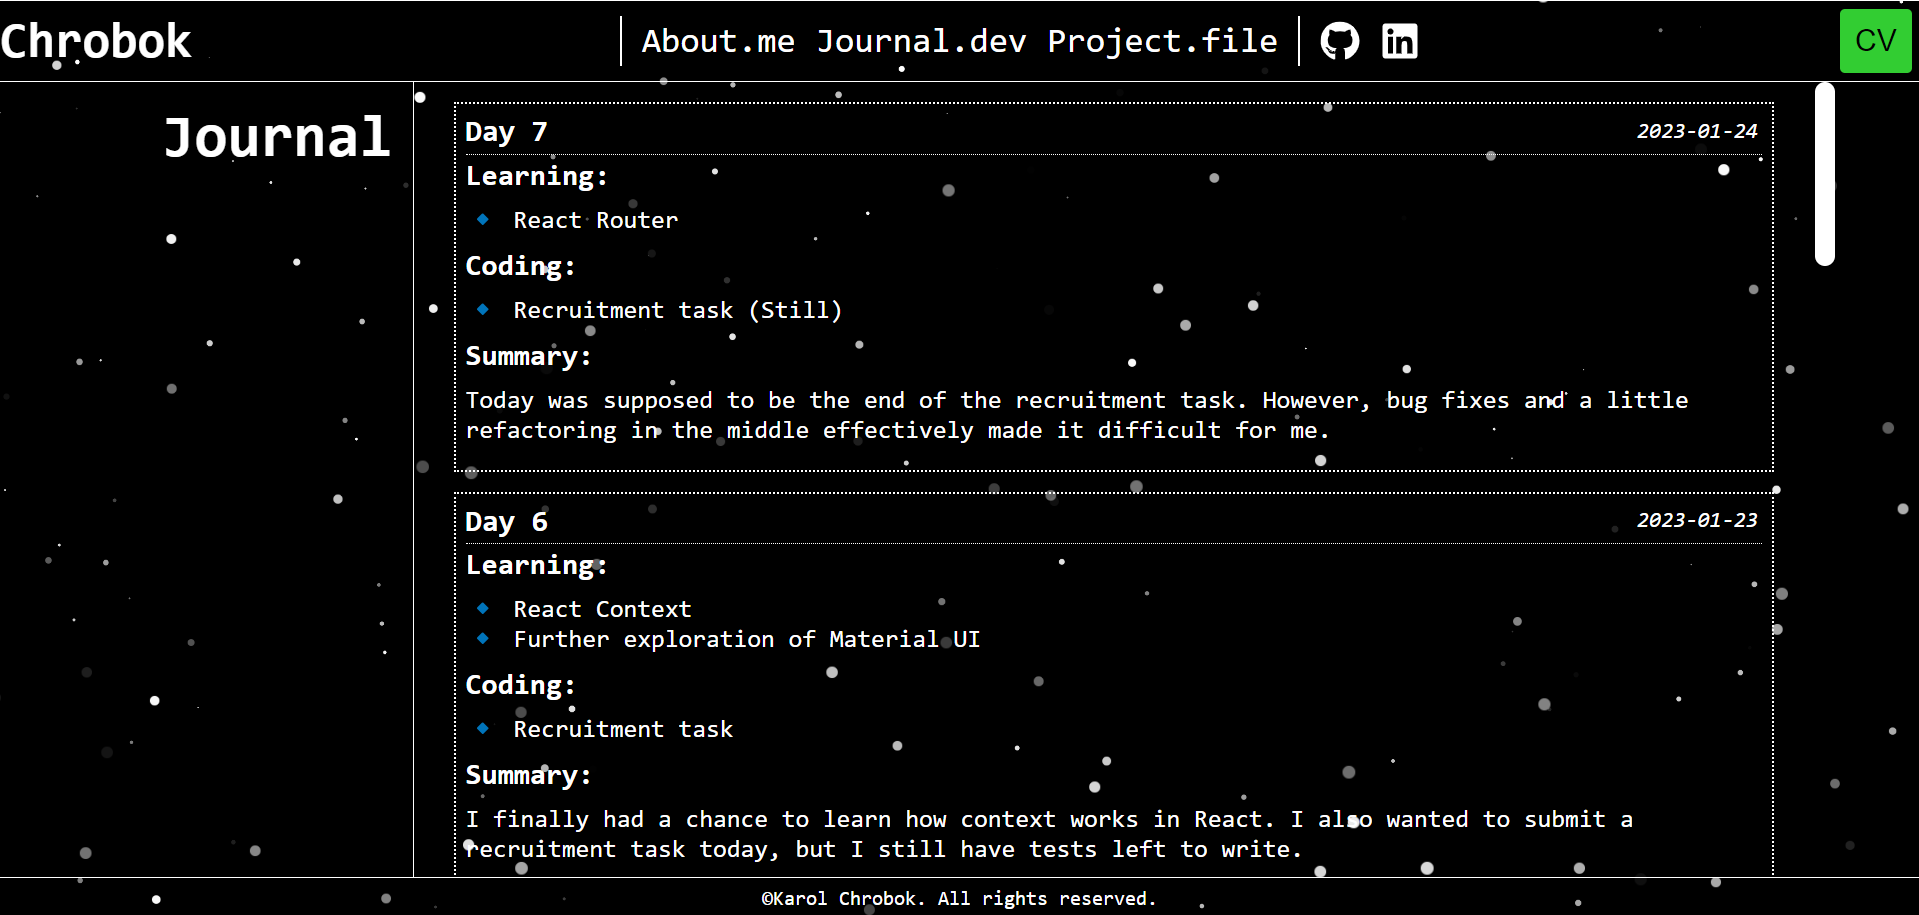 Chrobok
About.me Journal.dev Project.file
CV
Journal
Day 7
2023-01-24
Learning:
React Router
Coding:
Recruitment task (Still)
Summary:
Today was supposed to be the end of the recruitment task. However, bug fixes and a little
refactoring in the middle effectively made it difficult for me.
Day 6
2023-01-23
Learning:
React Context
Further exploration of Material UI
Coding:
Recruitment task
Summary:
I finally had a chance to learn how context works in React. I also wanted to submit a
recruitment task today, but I still have tests left to write.
©Karol Chrobok. All rights reserved.